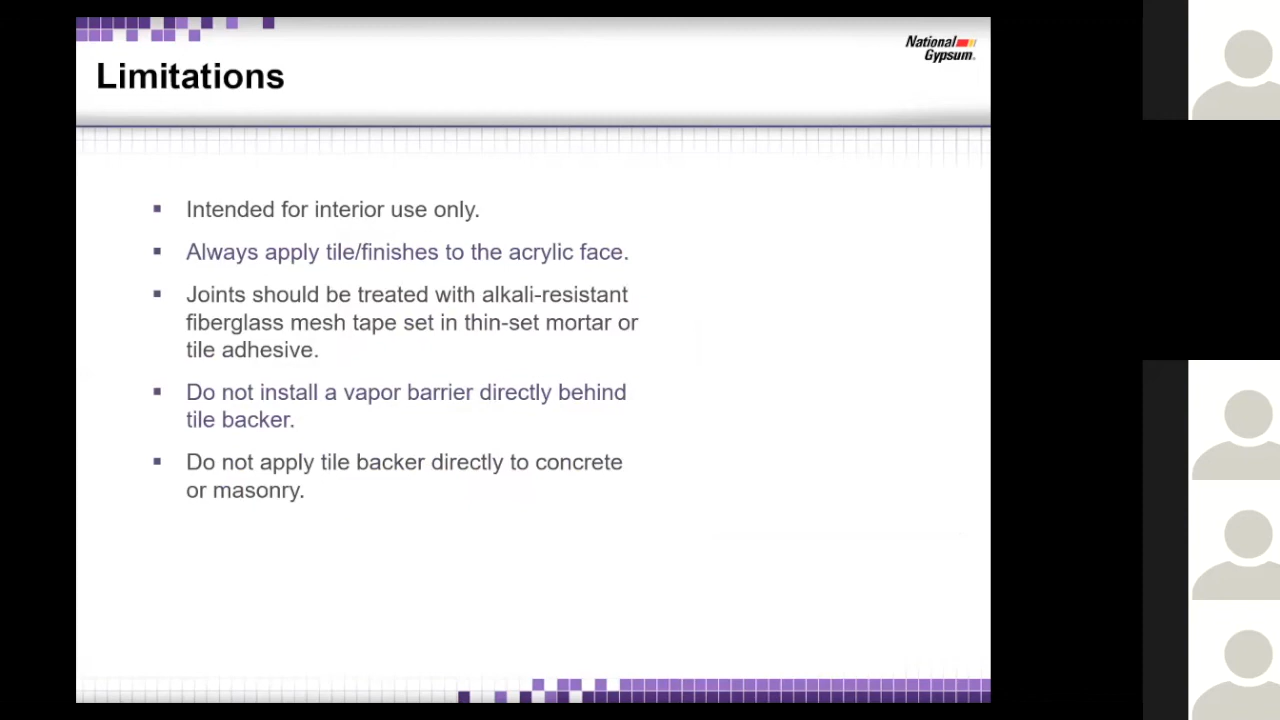 National
Gypsum.
Limitations
Intended for interior use only.
Always apply tile/finishes to the acrylic face.
Joints should be treated with alkali-resistant
fiberglass mesh tape set in thin-set mortar or
tile adhesive.
Do not install a vapor barrier directly behind
tile backer.
Do not apply tile backer directly to concrete
or masonry.